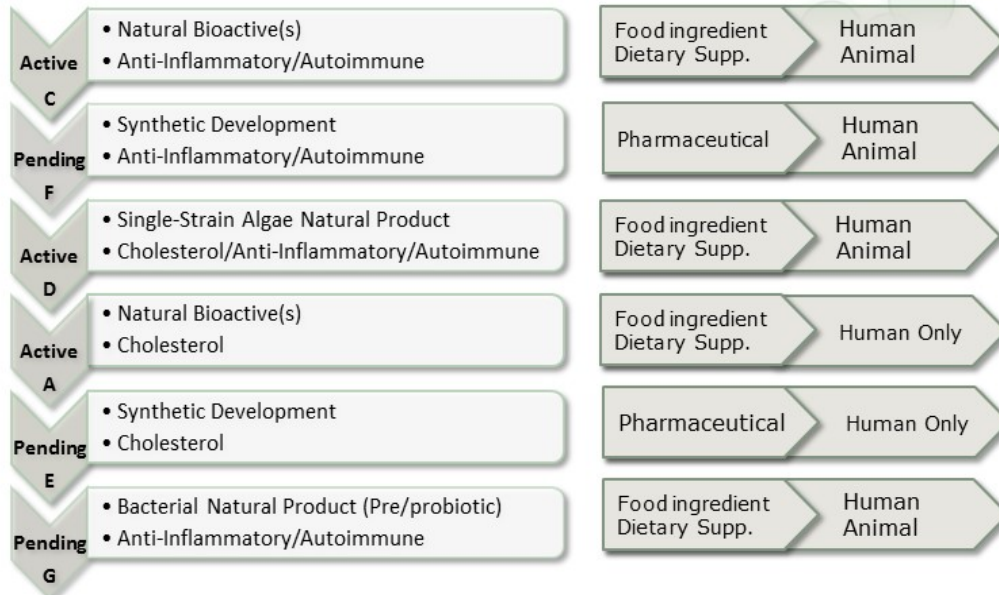 Active
C
• Natural Bioactive(s)
• Anti-Inflammatory/Autoimmune
Food ingredient
Dietary Supp.
Human
Animal
Pending
F
• Synthetic Development
• Anti-Inflammatory/Autoimmune
Pharmaceutical
Human
Animal
Active
D
• Single-Strain Algae Natural Product
• Cholesterol/Anti-Inflammatory/Autoimmune
Food ingredient
Dietary Supp.
Human
Animal
Active
A
• Natural Bioactive(s)
• Cholesterol
Food ingredient
Dietary Supp.
Human Only
Pending
E
• Synthetic Development
• Cholesterol
Pharmaceutical
Human Only
Pending
G
• Bacterial Natural Product (Pre/probiotic)
• Anti-Inflammatory/Autoimmune
Food ingredient
Dietary Supp.
Human
Animal